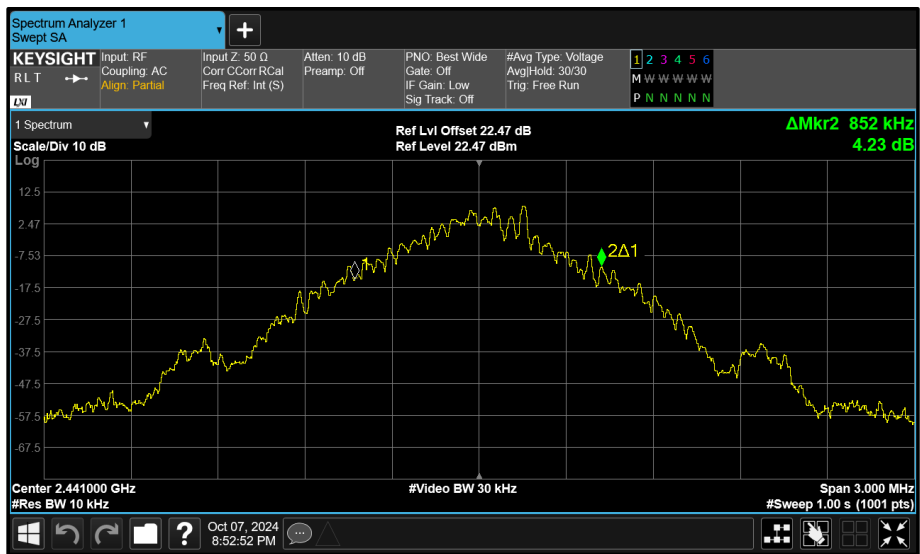 Spectrum Analyzer 1
Swept SA
KEYSIGHT
R L T
LXI
Input: RF
Coupling: AC
Align: Partial
Input Z: 50 Ω
Corr CCorr RCal
Freq Ref: Int (S)
Atten: 10 dB
Preamp: Off
PNO: Best Wide
Gate: Off
IF Gain: Low
Sig Track: Off
#Avg Type: Voltage
Avg|Hold: 30/30
Trig: Free Run
1 2 3 4 5 6
M W W W W W W
P N N N N N
1 Spectrum
Scale/Div 10 dB
Ref Lvl Offset 22.47 dB
Ref Level 22.47 dBm
ΔMkr2 852 kHz
4.23 dB
Log
12.5
2.47
-7.53
-17.5
-27.5
-37.5
-47.5
-57.5
-67.5
1
2Δ1
Center 2.441000 GHz
#Res BW 10 kHz
#Video BW 30 kHz
Span 3.000 MHz
#Sweep 1.00 s (1001 pts)
?
Oct 07, 2024
8:52:52 PM